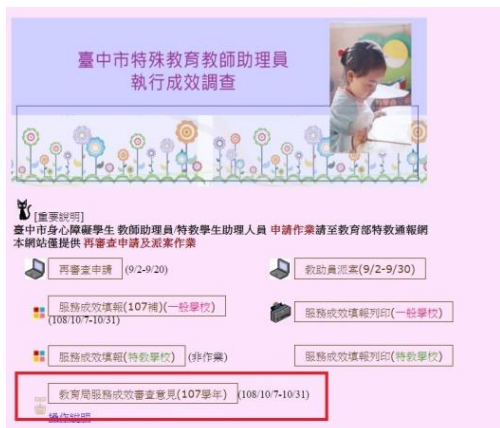 臺中市特殊教育教師助理員
執行成效調查
[重要說明]
臺中市身心障礙學生 教師助理員/特教學生助理人員 申請作業請至教育部特教通報網
本網站僅提供 再審查申請及派案作業
再審查申請 (9/2-9/20)
教助員派案(9/2-9/30)
服務成效填報(107補)(一般學校)
(108/10/7-10/31)
服務成效填報列印(一般學校)
服務成效填報(特教學校) (非作業)
服務成效填報列印(特教學校)
教育局服務成效審查意見(107學年) (108/10/7-10/31)
操作說明